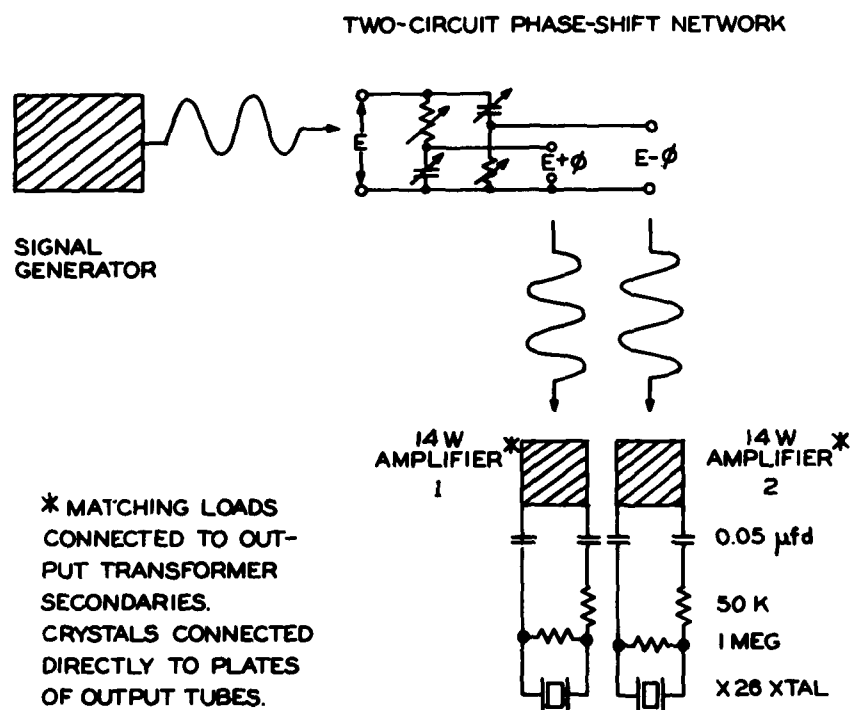 TWO-CIRCUIT PHASE-SHIFT NETWORK
E
E+ø
E-ø
SIGNAL
GENERATOR
14 W
AMPLIFIER*
1
14 W
AMPLIFIER*
2
* MATCHING LOADS
CONNECTED TO OUT-
PUT TRANSFORMER
SECONDARIES.
CRYSTALS CONNECTED
DIRECTLY TO PLATES
OF OUTPUT TUBES.
0.05 µfd
50 K
1 MEG
X26 XTAL